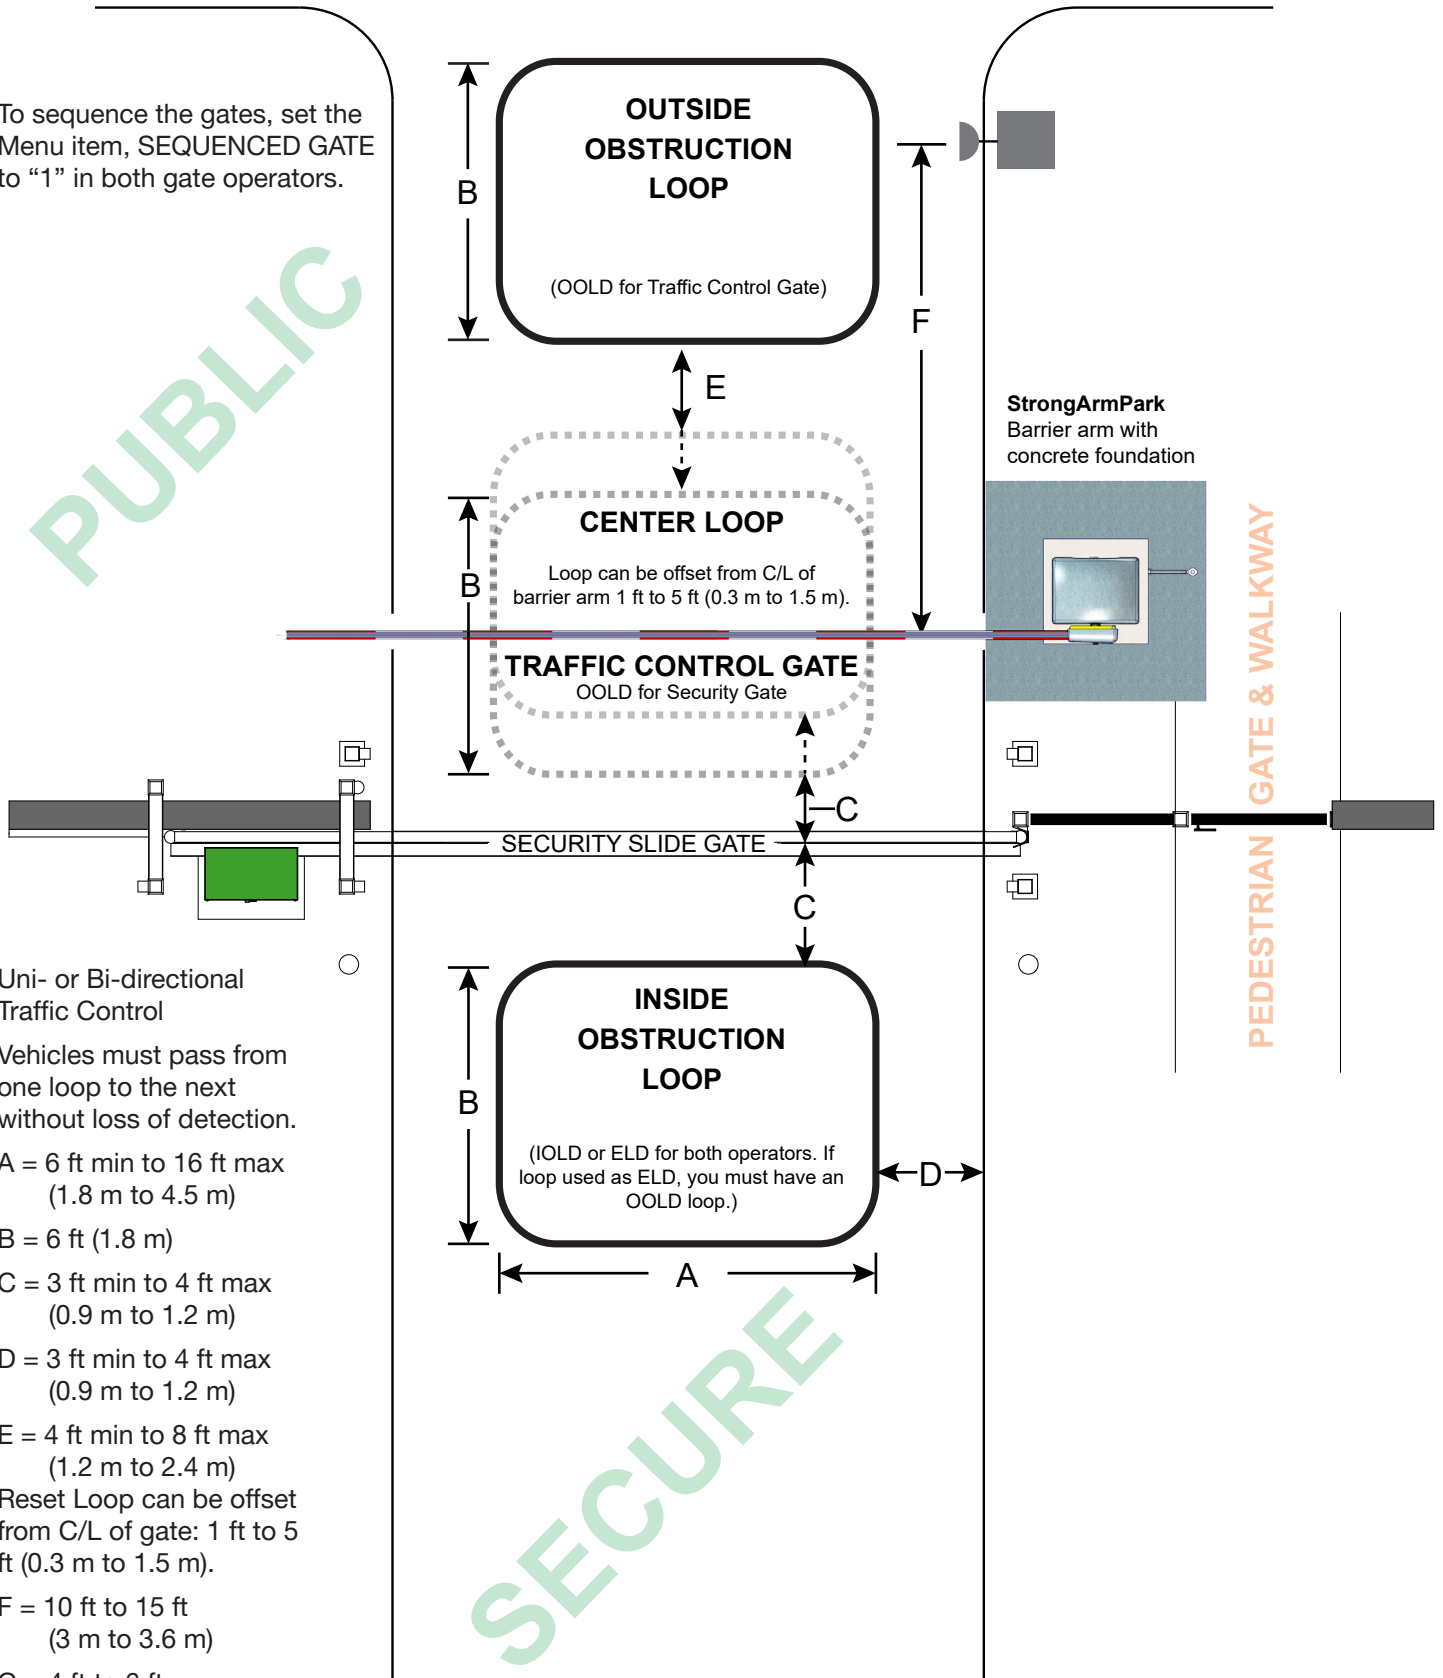 To sequence the gates, set the
Menu item, SEQUENCED GATE
to “1” in both gate operators.
PUBLIC
OUTSIDE
OBSTRUCTION
LOOP
(OOLD for Traffic Control Gate)
B
F
E
StrongArmPark
Barrier arm with
concrete foundation
CENTER LOOP
Loop can be offset from C/L of
barrier arm 1 ft to 5 ft (0.3 m to 1.5 m).
B
TRAFFIC CONTROL GATE
OOLD for Security Gate
PEDESTRIAN GATE & WALKWAY
C
SECURITY SLIDE GATE
C
INSIDE
OBSTRUCTION
LOOP
(IOLD or ELD for both operators. If
loop used as ELD, you must have an
OOLD loop.)
B
D
A
SECURE
Uni- or Bi-directional
Traffic Control
Vehicles must pass from
one loop to the next
without loss of detection.
A = 6 ft min to 16 ft max
(1.8 m to 4.5 m)
B = 6 ft (1.8 m)
C = 3 ft min to 4 ft max
(0.9 m to 1.2 m)
D = 3 ft min to 4 ft max
(0.9 m to 1.2 m)
E = 4 ft min to 8 ft max
(1.2 m to 2.4 m)
Reset Loop can be offset
from C/L of gate: 1 ft to 5
ft (0.3 m to 1.5 m).
F = 10 ft to 15 ft
(3 m to 3.6 m)